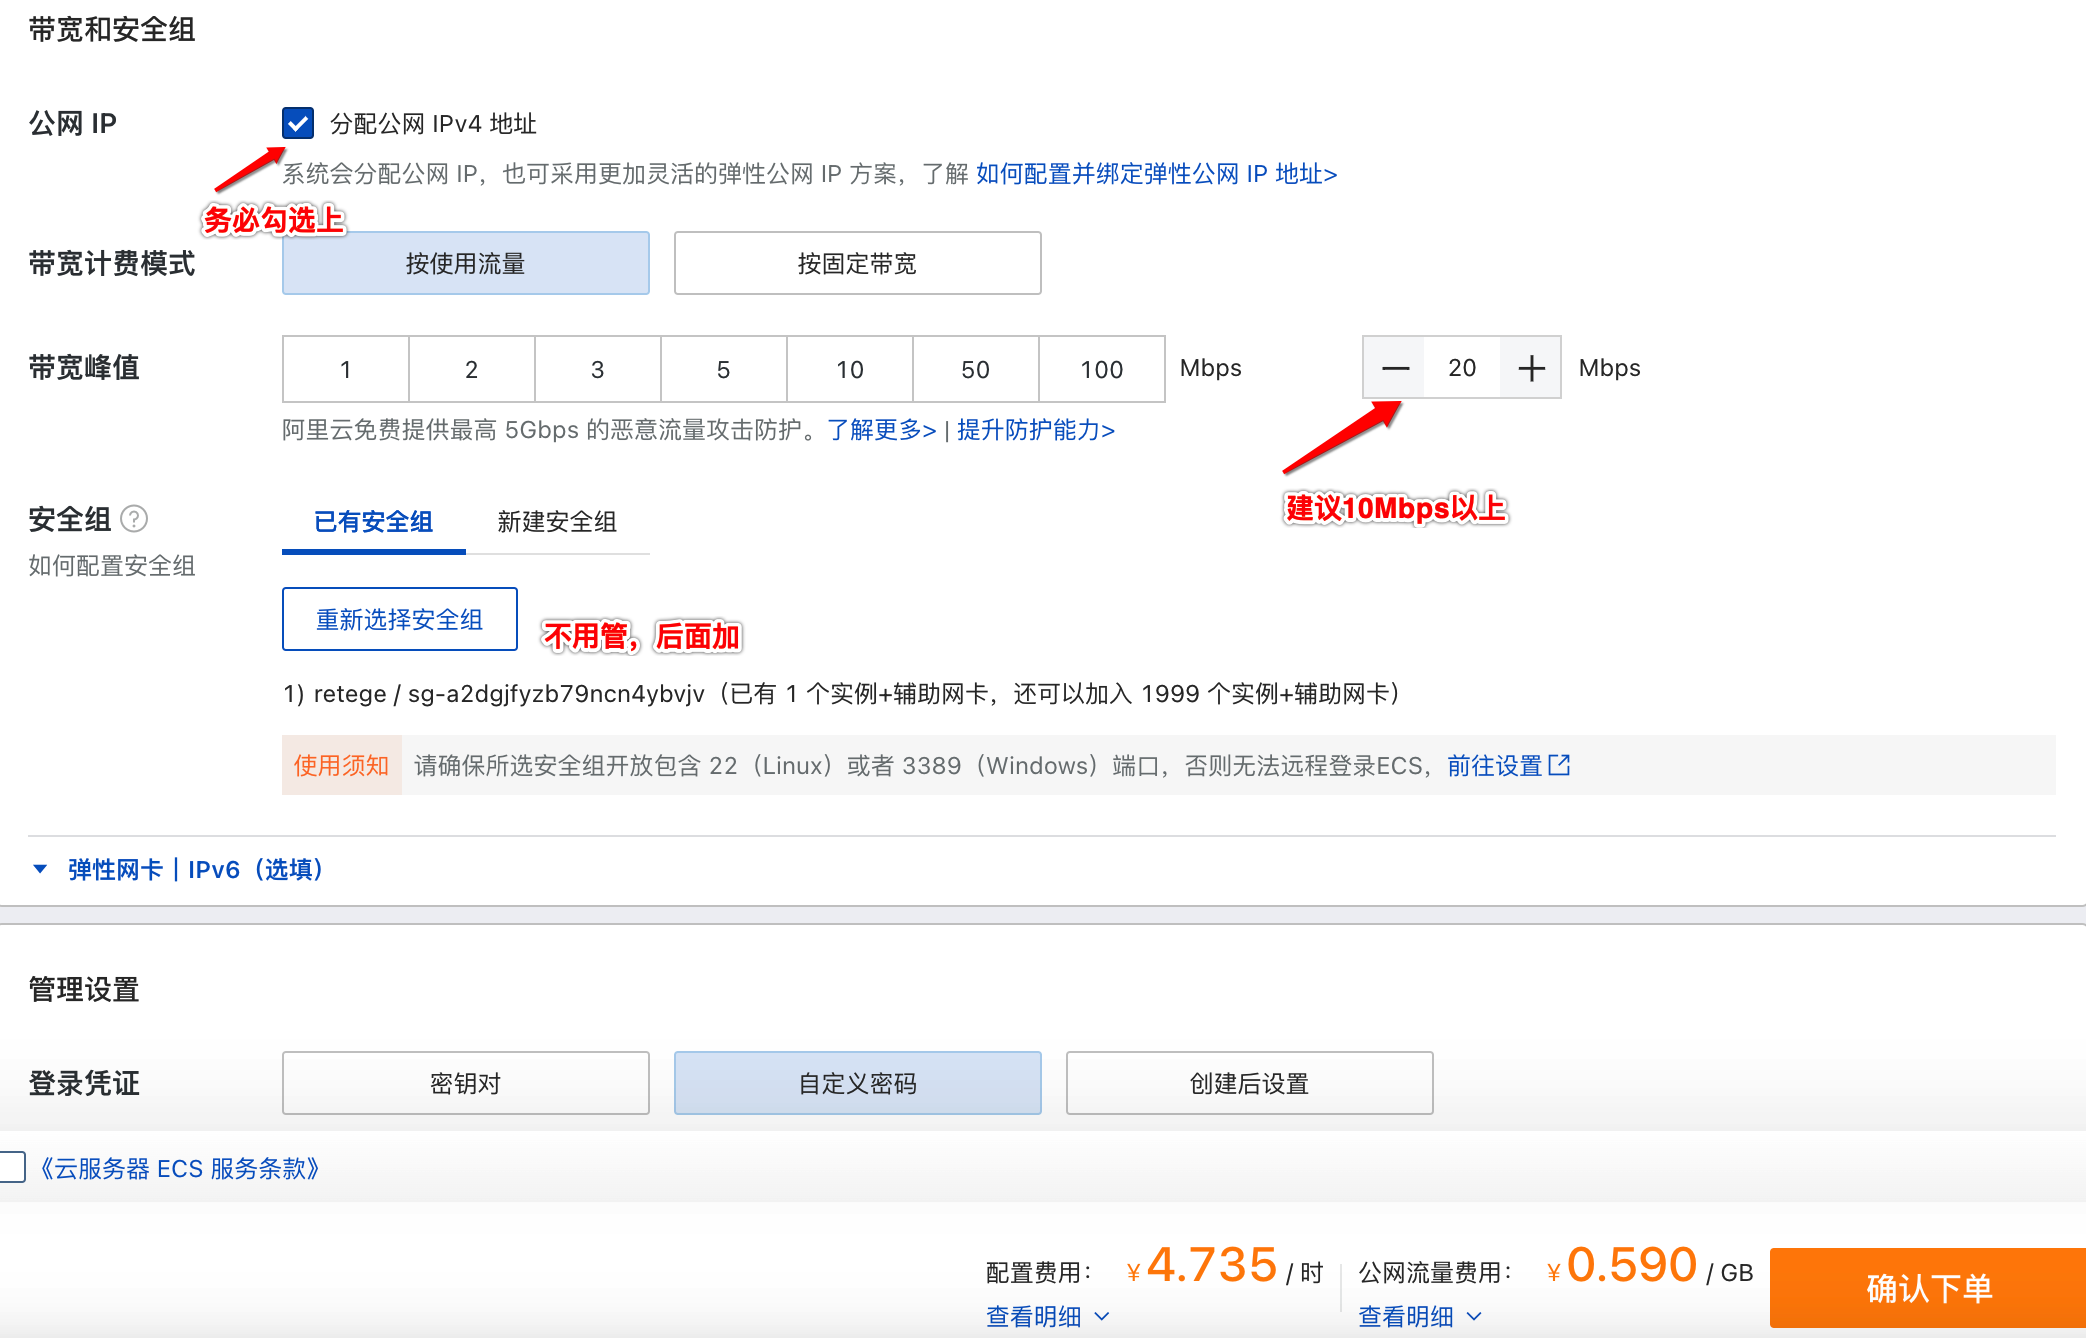 带宽和安全组
公网 IP
分配公网 IPv4 地址
系统会分配公网 IP，也可采用更加灵活的弹性公网 IP 方案，了解 如何配置并绑定弹性公网 IP 地址>
务必勾选上
带宽计费模式
按使用流量
按固定带宽
带宽峰值
1
2
3
5
10
50
100
Mbps
20
Mbps
阿里云免费提供最高 5Gbps 的恶意流量攻击防护。了解更多> | 提升防护能力>
建议10Mbps以上
安全组 ?
已有安全组
新建安全组
如何配置安全组
重新选择安全组
不用管，后面加
1) retege / sg-a2dgjfyzb79ncn4ybvjv（已有 1 个实例+辅助网卡，还可以加入 1999 个实例+辅助网卡）
使用须知
请确保所选安全组开放包含 22（Linux）或者 3389（Windows）端口，否则无法远程登录ECS，前往设置
弹性网卡 | IPv6（选填）
管理设置
登录凭证
密钥对
自定义密码
创建后设置
《云服务器 ECS 服务条款》
配置费用： ¥ 4.735 / 时
公网流量费用： ¥ 0.590 / GB
确认下单
查看明细
查看明细